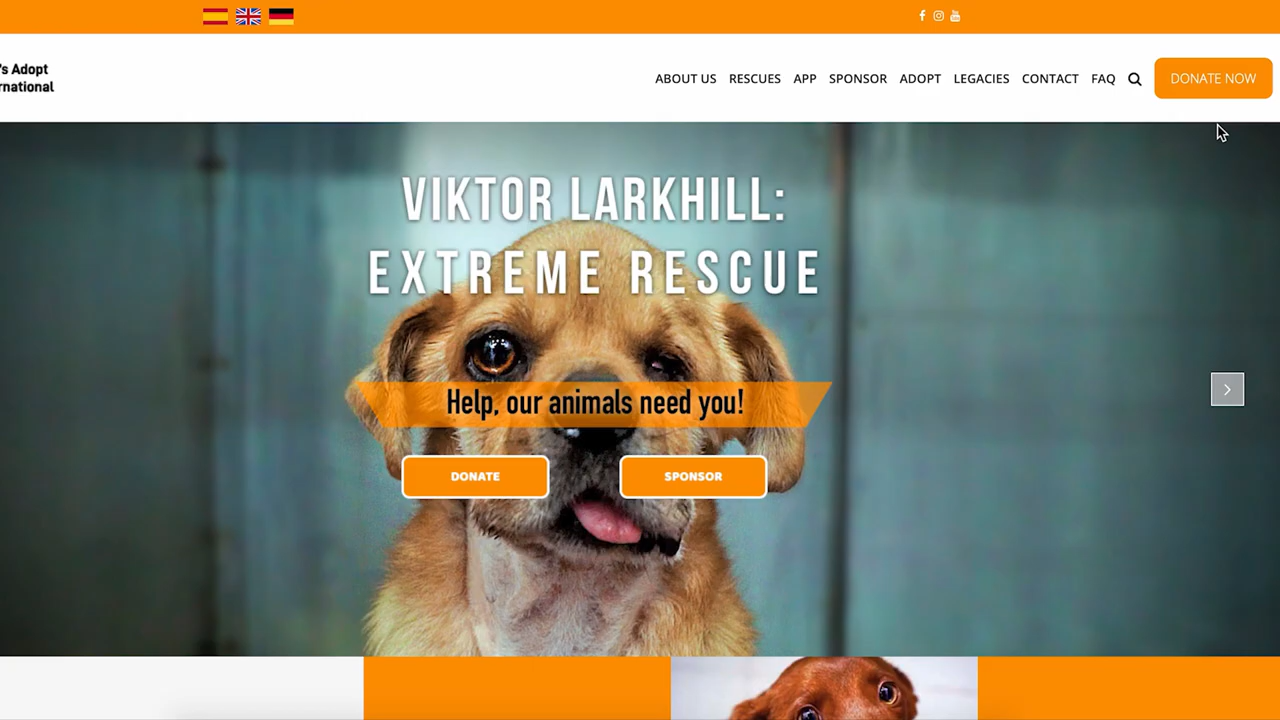 's Adopt
rnational
ABOUT US RESCUES APP SPONSOR ADOPT LEGACIES CONTACT FAQ DONATE NOW
VIKTOR LARKHILL:
EXTREME RESCUE
Help, our animals need you!
DONATE SPONSOR